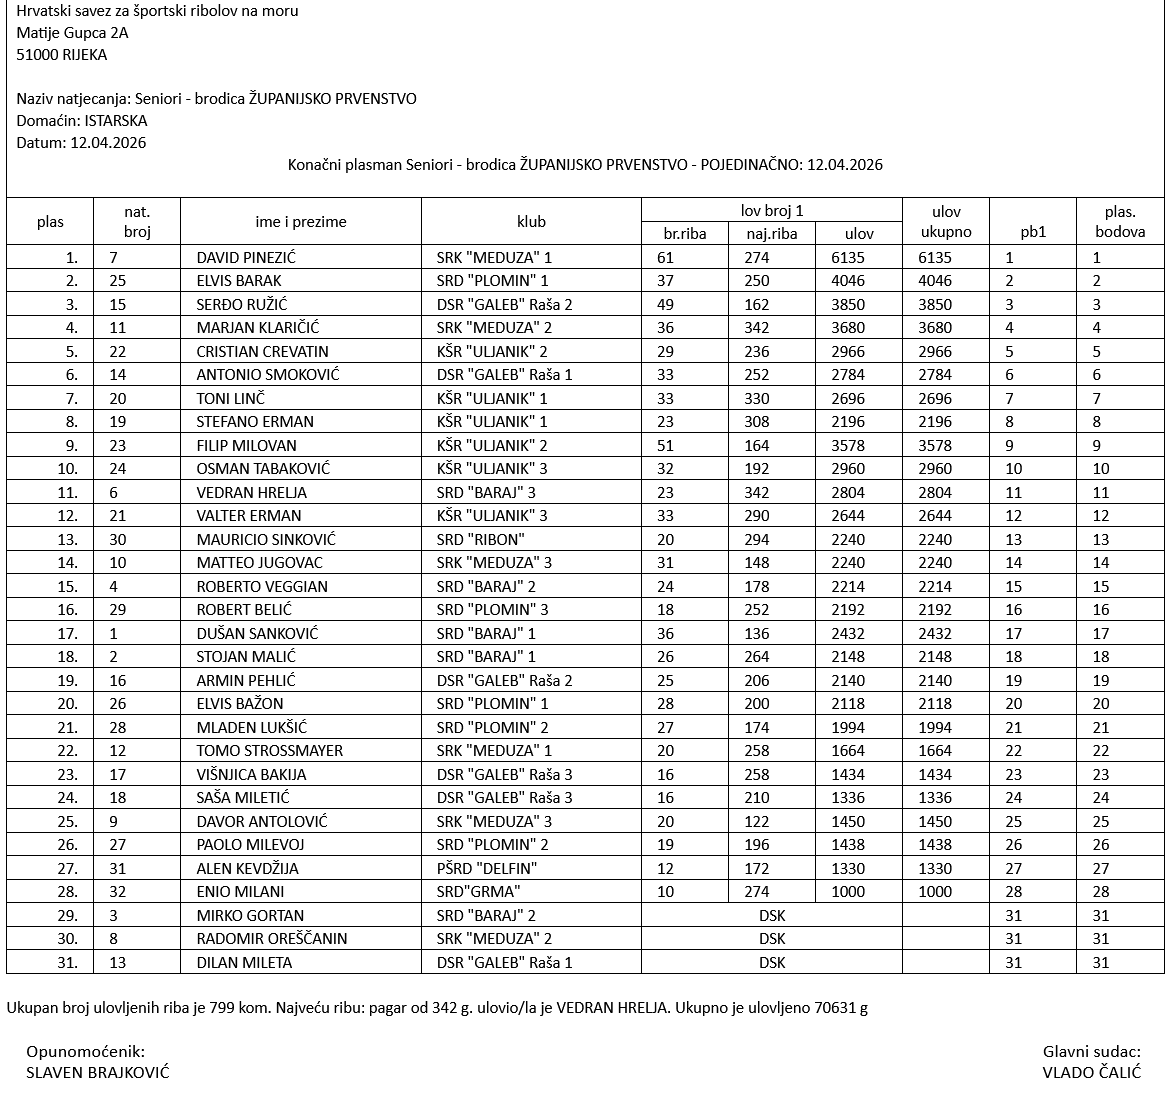 Hrvatski savez za športski ribolov na moru
Matije Gupca 2A
51000 RIJEKA
Naziv natjecanja: Seniori - brodica ŽUPANIJSKO PRVENSTVO
Domaćin: ISTARSKA
Datum: 12.04.2026
Konačni plasman Seniori - brodica ŽUPANIJSKO PRVENSTVO - POJEDINAČNO: 12.04.2026
plas nat. broj ime i prezime klub lov broj 1 ulov ukupno pb1 plas. bodova
br.riba naj.riba ulov
1. 7 DAVID PINEZIĆ SRK "MEDUZA" 1 61 274 6135 6135 1 1
2. 25 ELVIS BARAK SRD "PLOMIN" 1 37 250 4046 4046 2 2
3. 15 SERĐO RUŽIĆ DSR "GALEB" Raša 2 49 162 3850 3850 3 3
4. 11 MARJAN KLARIČIĆ SRK "MEDUZA" 2 36 342 3680 3680 4 4
5. 22 CRISTIAN CREVATIN KŠR "ULJANIK" 2 29 236 2966 2966 5 5
6. 14 ANTONIO SMOKOVIĆ DSR "GALEB" Raša 1 33 252 2784 2784 6 6
7. 20 TONI LINČ KŠR "ULJANIK" 1 33 330 2696 2696 7 7
8. 19 STEFANO ERMAN KŠR "ULJANIK" 1 23 308 2196 2196 8 8
9. 23 FILIP MILOVAN KŠR "ULJANIK" 2 51 164 3578 3578 9 9
10. 24 OSMAN TABAKOVIĆ KŠR "ULJANIK" 3 32 192 2960 2960 10 10
11. 6 VEDRAN HRELJA SRD "BARAJ" 3 23 342 2804 2804 11 11
12. 21 VALTER ERMAN KŠR "ULJANIK" 3 33 290 2644 2644 12 12
13. 30 MAURICIO SINKOVIĆ SRD "RIBON" 20 294 2240 2240 13 13
14. 10 MATTEO JUGOVAC SRK "MEDUZA" 3 31 148 2240 2240 14 14
15. 4 ROBERTO VEGGIAN SRD "BARAJ" 2 24 178 2214 2214 15 15
16. 29 ROBERT BELIĆ SRD "PLOMIN" 3 18 252 2192 2192 16 16
17. 1 DUŠAN SANKOVIĆ SRD "BARAJ" 1 36 136 2432 2432 17 17
18. 2 STOJAN MALIĆ SRD "BARAJ" 1 26 264 2148 2148 18 18
19. 16 ARMIN PEHLIĆ DSR "GALEB" Raša 2 25 206 2140 2140 19 19
20. 26 ELVIS BAŽON SRD "PLOMIN" 1 28 200 2118 2118 20 20
21. 28 MLADEN LUKŠIĆ SRD "PLOMIN" 2 27 174 1994 1994 21 21
22. 12 TOMO STROSSMAYER SRK "MEDUZA" 1 20 258 1664 1664 22 22
23. 17 VIŠNJICA BAKIJA DSR "GALEB" Raša 3 16 258 1434 1434 23 23
24. 18 SAŠA MILETIĆ DSR "GALEB" Raša 3 16 210 1336 1336 24 24
25. 9 DAVOR ANTOLOVIĆ SRK "MEDUZA" 3 20 122 1450 1450 25 25
26. 27 PAOLO MILEVOJ SRD "PLOMIN" 2 19 196 1438 1438 26 26
27. 31 ALEN KEVDŽIJA PŠRD "DELFIN" 12 172 1330 1330 27 27
28. 32 ENIO MILANI SRD"GRMA" 10 274 1000 1000 28 28
29. 3 MIRKO GORTAN SRD "BARAJ" 2 DSK 31 31
30. 8 RADOMIR OREŠČANIN SRK "MEDUZA" 2 DSK 31 31
31. 13 DILAN MILETA DSR "GALEB" Raša 1 DSK 31 31
Ukupan broj ulovljenih riba je 799 kom. Najveću ribu: pagar od 342 g. ulovio/la je VEDRAN HRELJA. Ukupno je ulovljeno 70631 g
Opunomoćenik: Glavni sudac:
SLAVEN BRAJKOVIĆ VLADO ČALIĆ